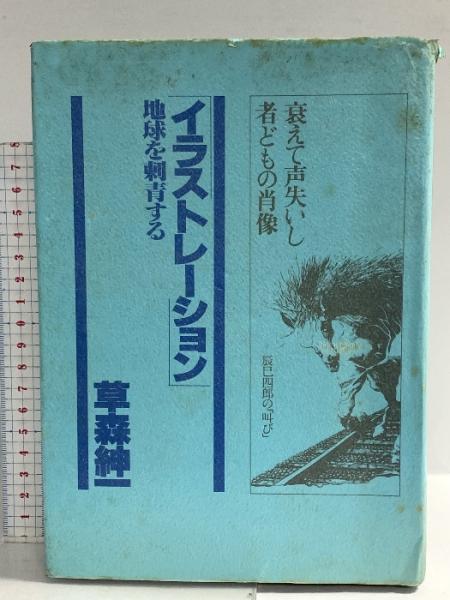 衰えて声失いし
者どもの肖像
辰巳四郎の「叫び」
「イラストレーション」
地球を刺青する
草森紳一